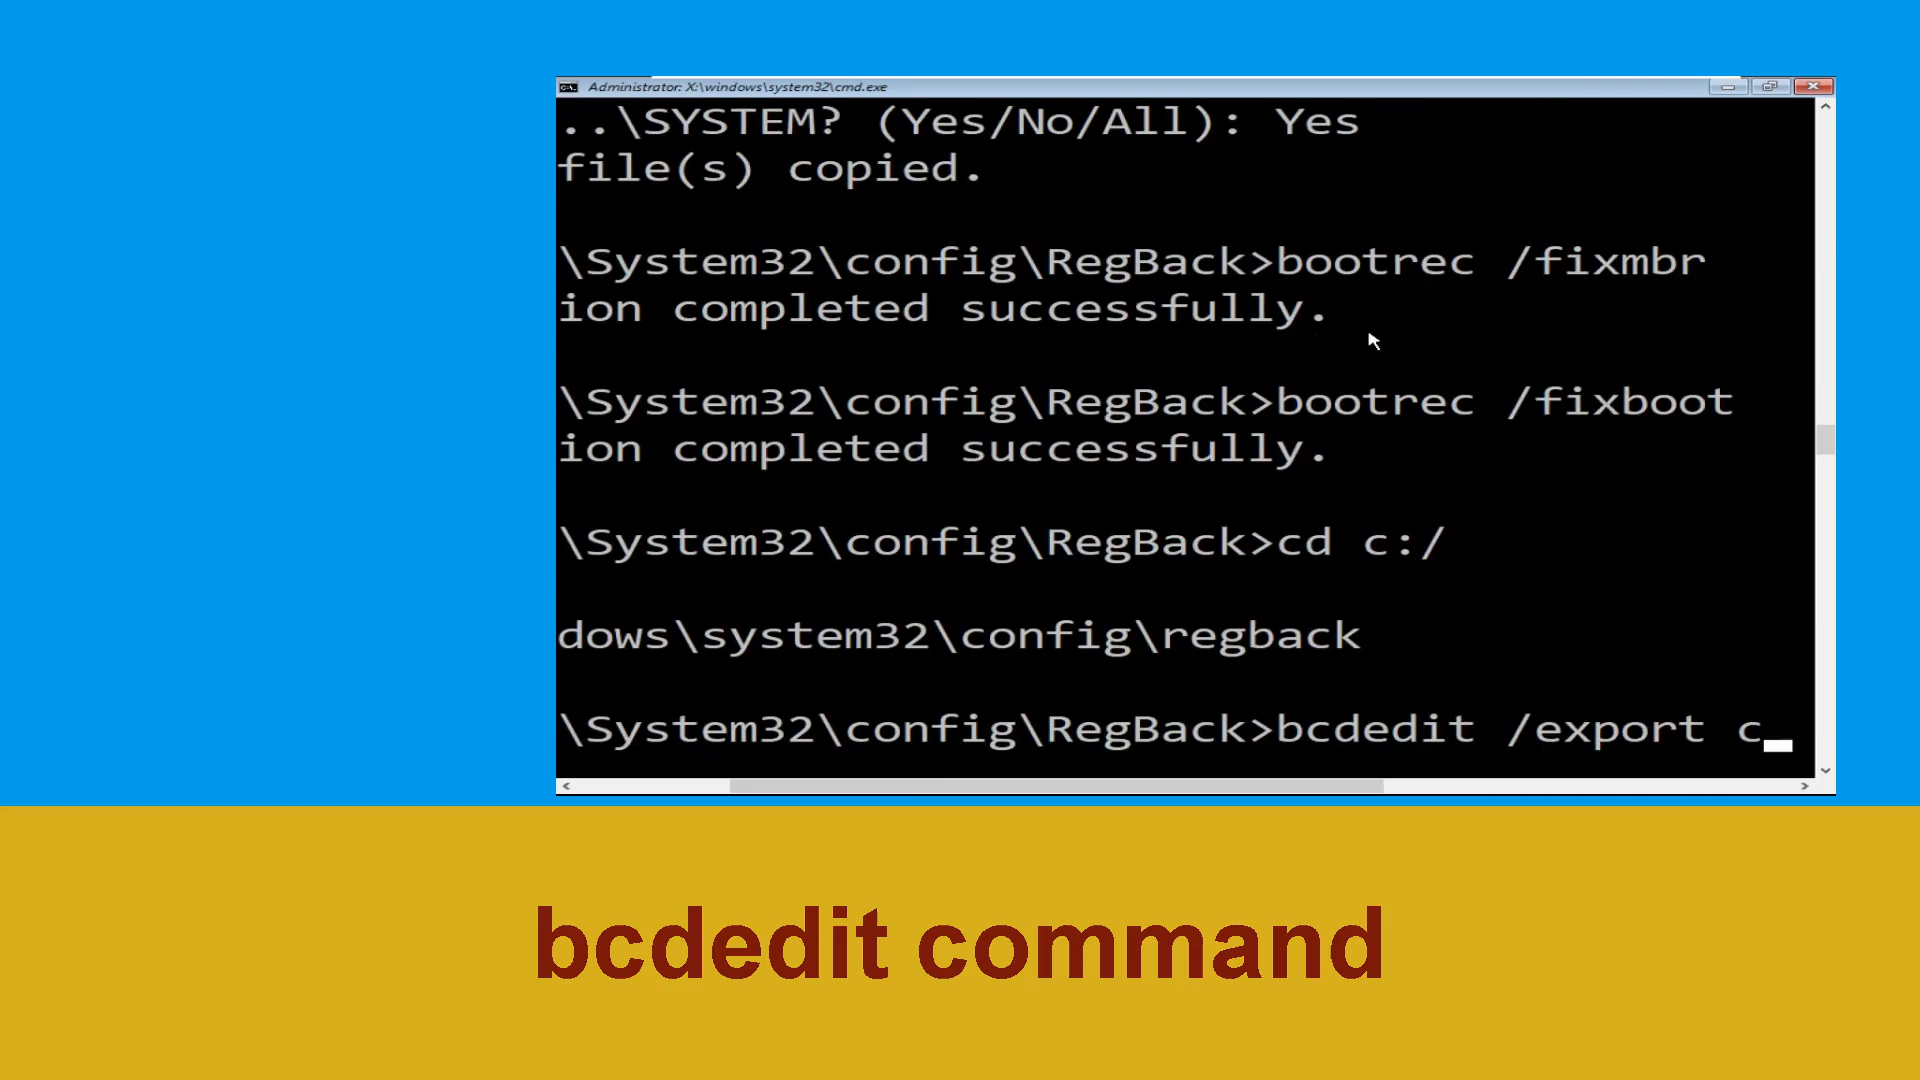 Administrator: X:\windows\system32\cmd.exe
..\SYSTEM? (Yes/No/All): Yes
file(s) copied.
\System32\config\RegBack>bootrec /fixmbr
ion completed successfully.
\System32\config\RegBack>bootrec /fixboot
ion completed successfully.
\System32\config\RegBack>cd c:/
dows\system32\config\regback
\System32\config\RegBack>bcdedit /export c
bcdedit command